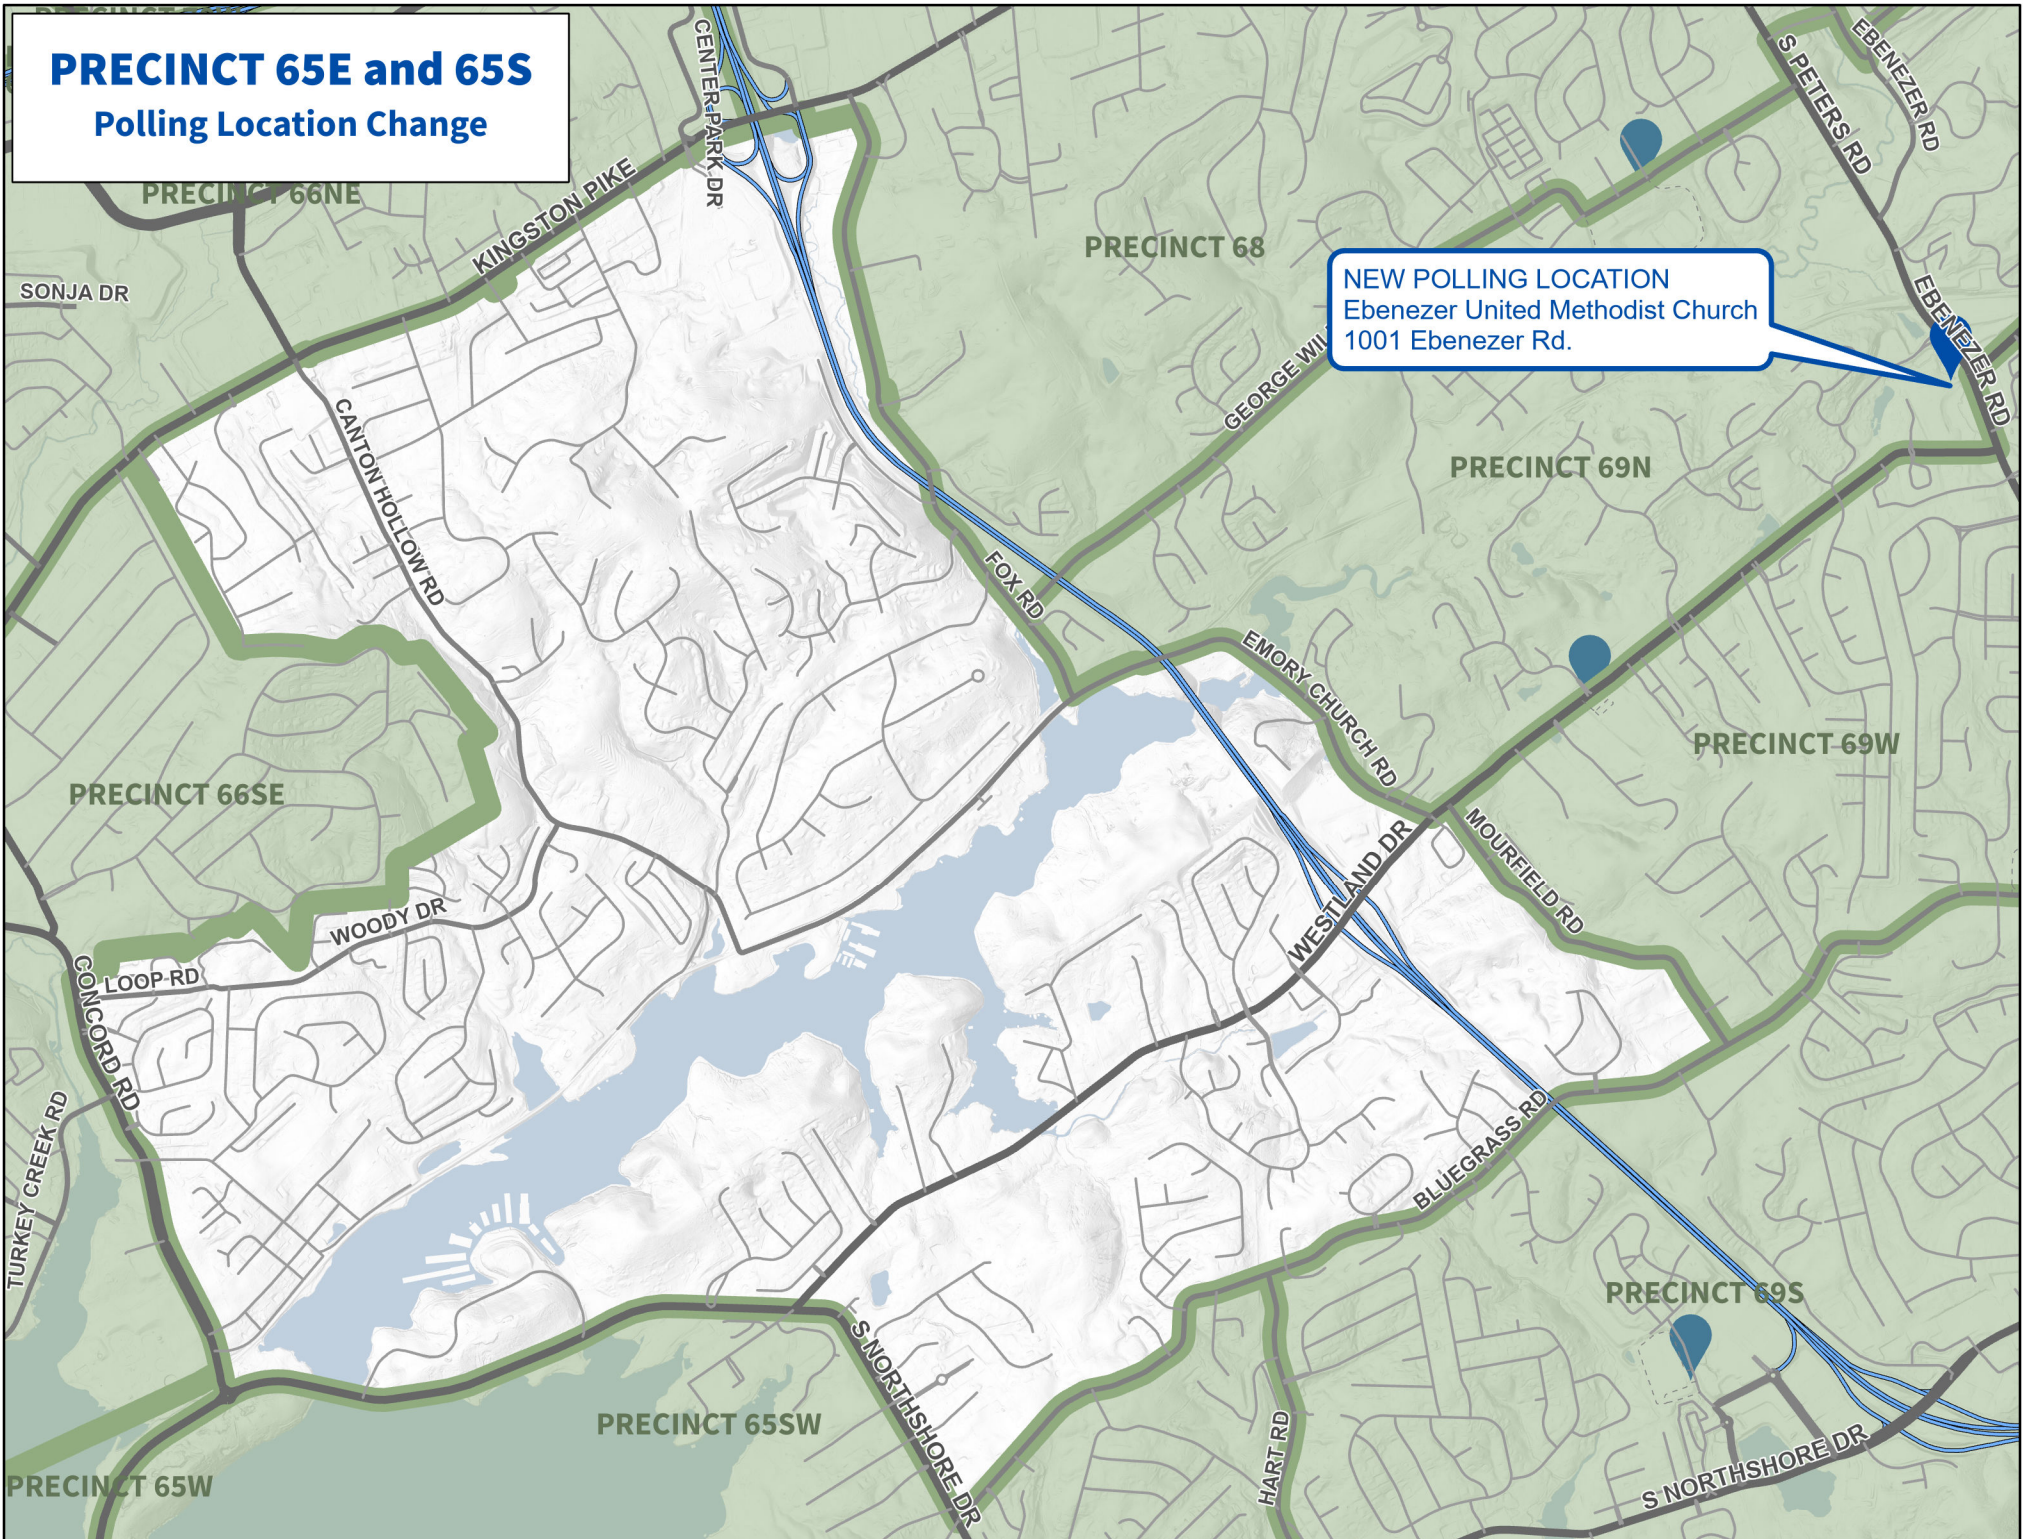 PRECINCT 65E and 65S
Polling Location Change
PRECINCT 66NE
KINGSTON PIKE
CENTER PARK DR
S PETERS RD
EBENEZER RD
SONJA DR
PRECINCT 68
NEW POLLING LOCATION
Ebenezer United Methodist Church
1001 Ebenezer Rd.
EBENEZER RD
GEORGE WIL
CANTON HOLLOW RD
PRECINCT 69N
FOX RD
EMORY CHURCH RD
PRECINCT 69W
PRECINCT 66SE
MOURFIELD RD
WESTLAND DR
WOODY DR
LOOP RD
CONCORD RD
TURKEY CREEK RD
BLUEGRASS RD
PRECINCT 69S
S NORTHSHORE DR
PRECINCT 65SW
HART RD
S NORTHSHORE DR
PRECINCT 65W